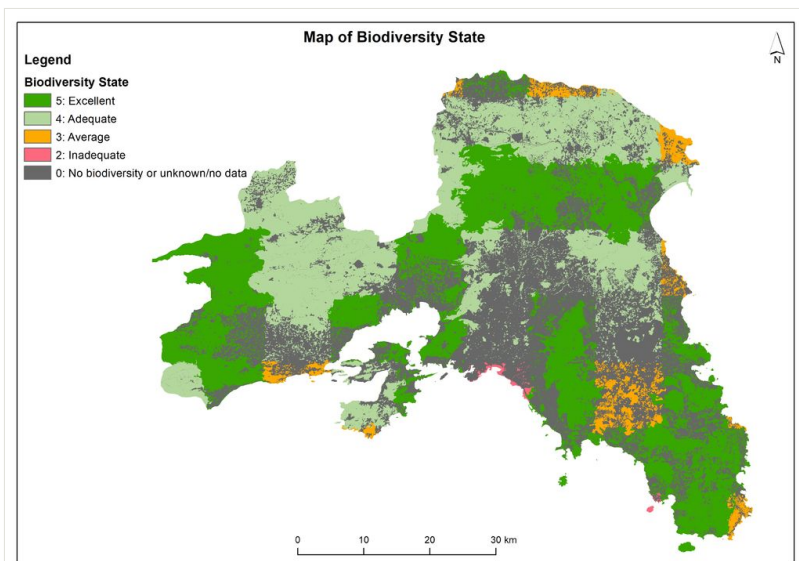 Map of Biodiversity State
N
Legend
Biodiversity State
5: Excellent
4: Adequate
3: Average
2: Inadequate
0: No biodiversity or unknown/no data
0 10 20 30 km